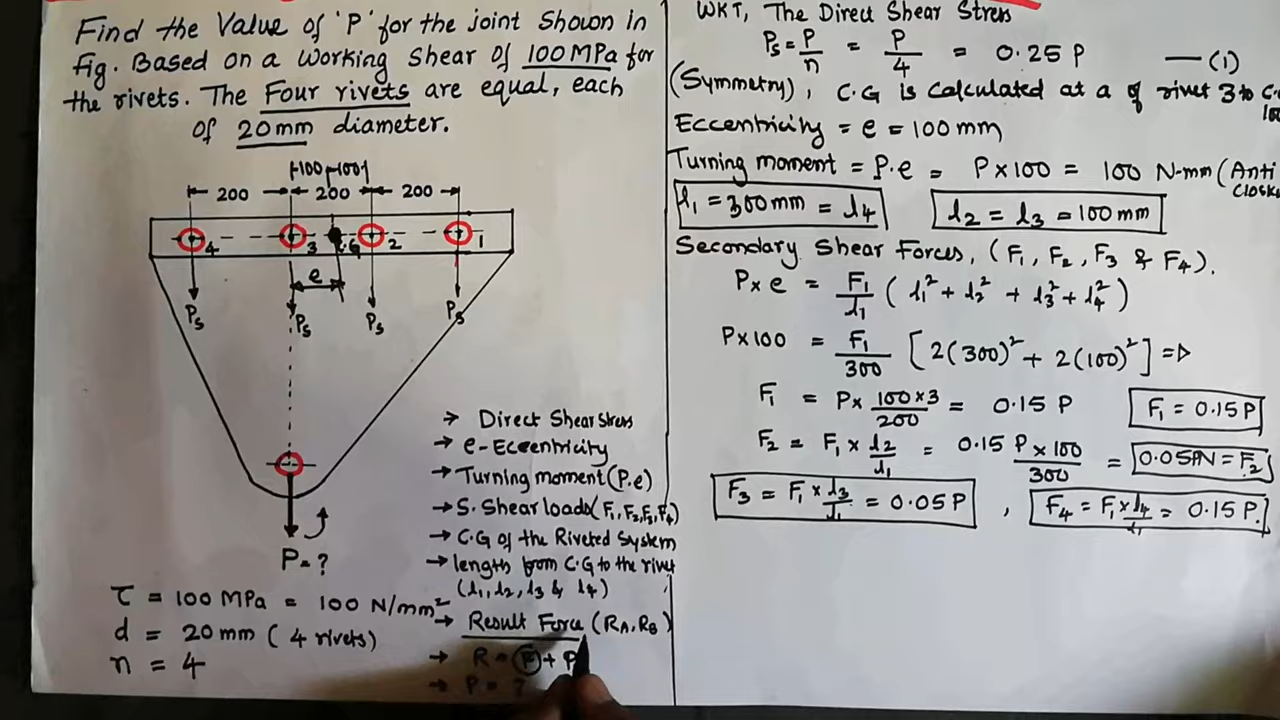 Find the Value of 'P' for the joint Shown in
fig. Based on a Working Shear of 100 MPa for
the rivets. The Four rivets are equal, each
of 20mm diameter.
100 100
200 200 200
4 3 G 2 1
e
Ps Ps Ps Ps
P = ?
τ = 100 MPa = 100 N/mm²
d = 20 mm ( 4 rivets)
n = 4
→ Direct Shear Stress
→ e - Eccentricity
→ Turning moment (P.e)
→ S. Shear loads (F1, F2, F3, F4)
→ C.G of the Riveted System
→ length from C.G to the rivet
(l1, l2, l3 & l4)
→ Result Force (RA, RB)
→ R = F + P
→ P = ?
WKT, The Direct Shear Stress
Ps = P/n = P/4 = 0.25 P —(1)
(Symmetry), C.G is Calculated at a of rivet 3 to
Eccentricity = e = 100 mm
Turning moment = P.e = P x 100 = 100 N-mm (Anti
l1 = 300 mm = l4 l2 = l3 = 100 mm
Secondary Shear Forces, (F1, F2, F3 & F4).
P x e = F1/l1 ( l1² + l2² + l3² + l4² )
P x 100 = F1/300 [ 2(300)² + 2(100)² ] =>
F1 = P x 100 x 3/200 = 0.15 P F1 = 0.15 P
F2 = F1 x l2/l1 = 0.15 P x 100/300 = 0.05PN = F2
F3 = F1 x l3/l1 = 0.05 P , F4 = F1 x l4/l1 = 0.15 P.